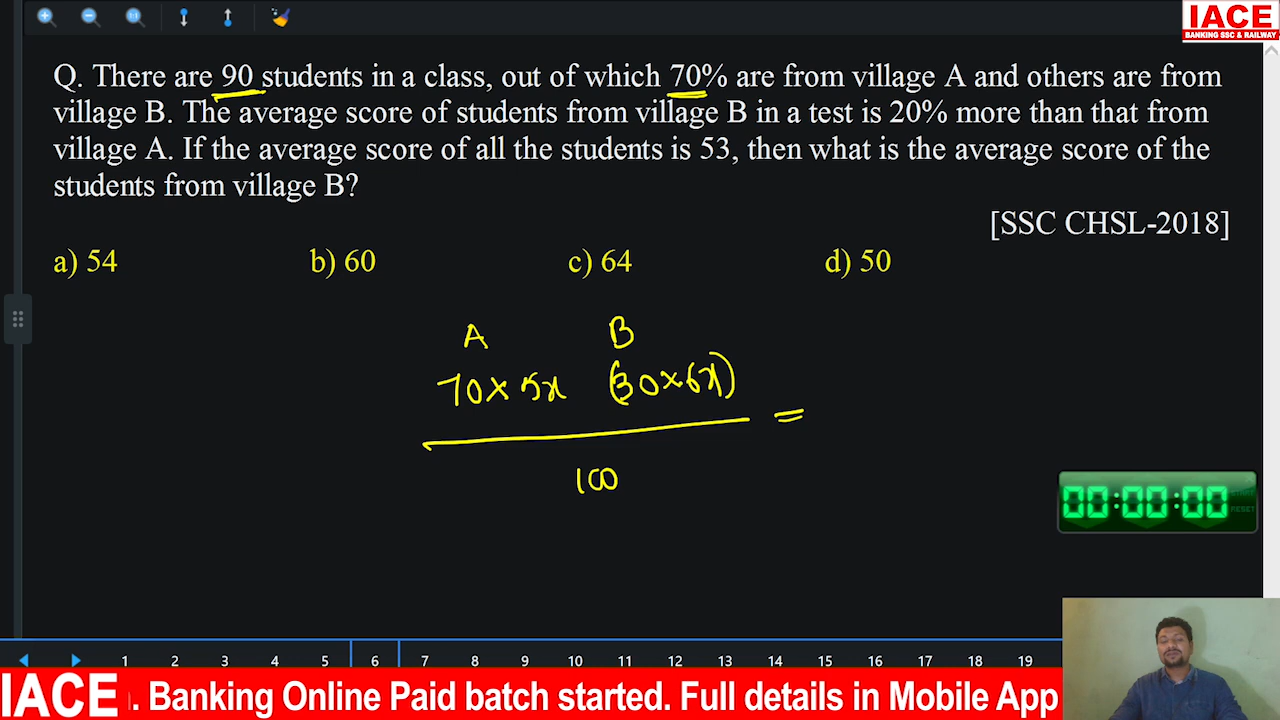 IACE
BANKING SSC & RAILWAY
Q. There are 90 students in a class, out of which 70% are from village A and others are from
village B. The average score of students from village B in a test is 20% more than that from
village A. If the average score of all the students is 53, then what is the average score of the
students from village B?
[SSC CHSL-2018]
a) 54 b) 60 c) 64 d) 50
A B
70×5x (30×6x)
=
100
00:00:00
RESET
1 2 3 4 5 6 7 8 9 10 11 12 13 14 15 16 17 18 19
IACE . Banking Online Paid batch started. Full details in Mobile App